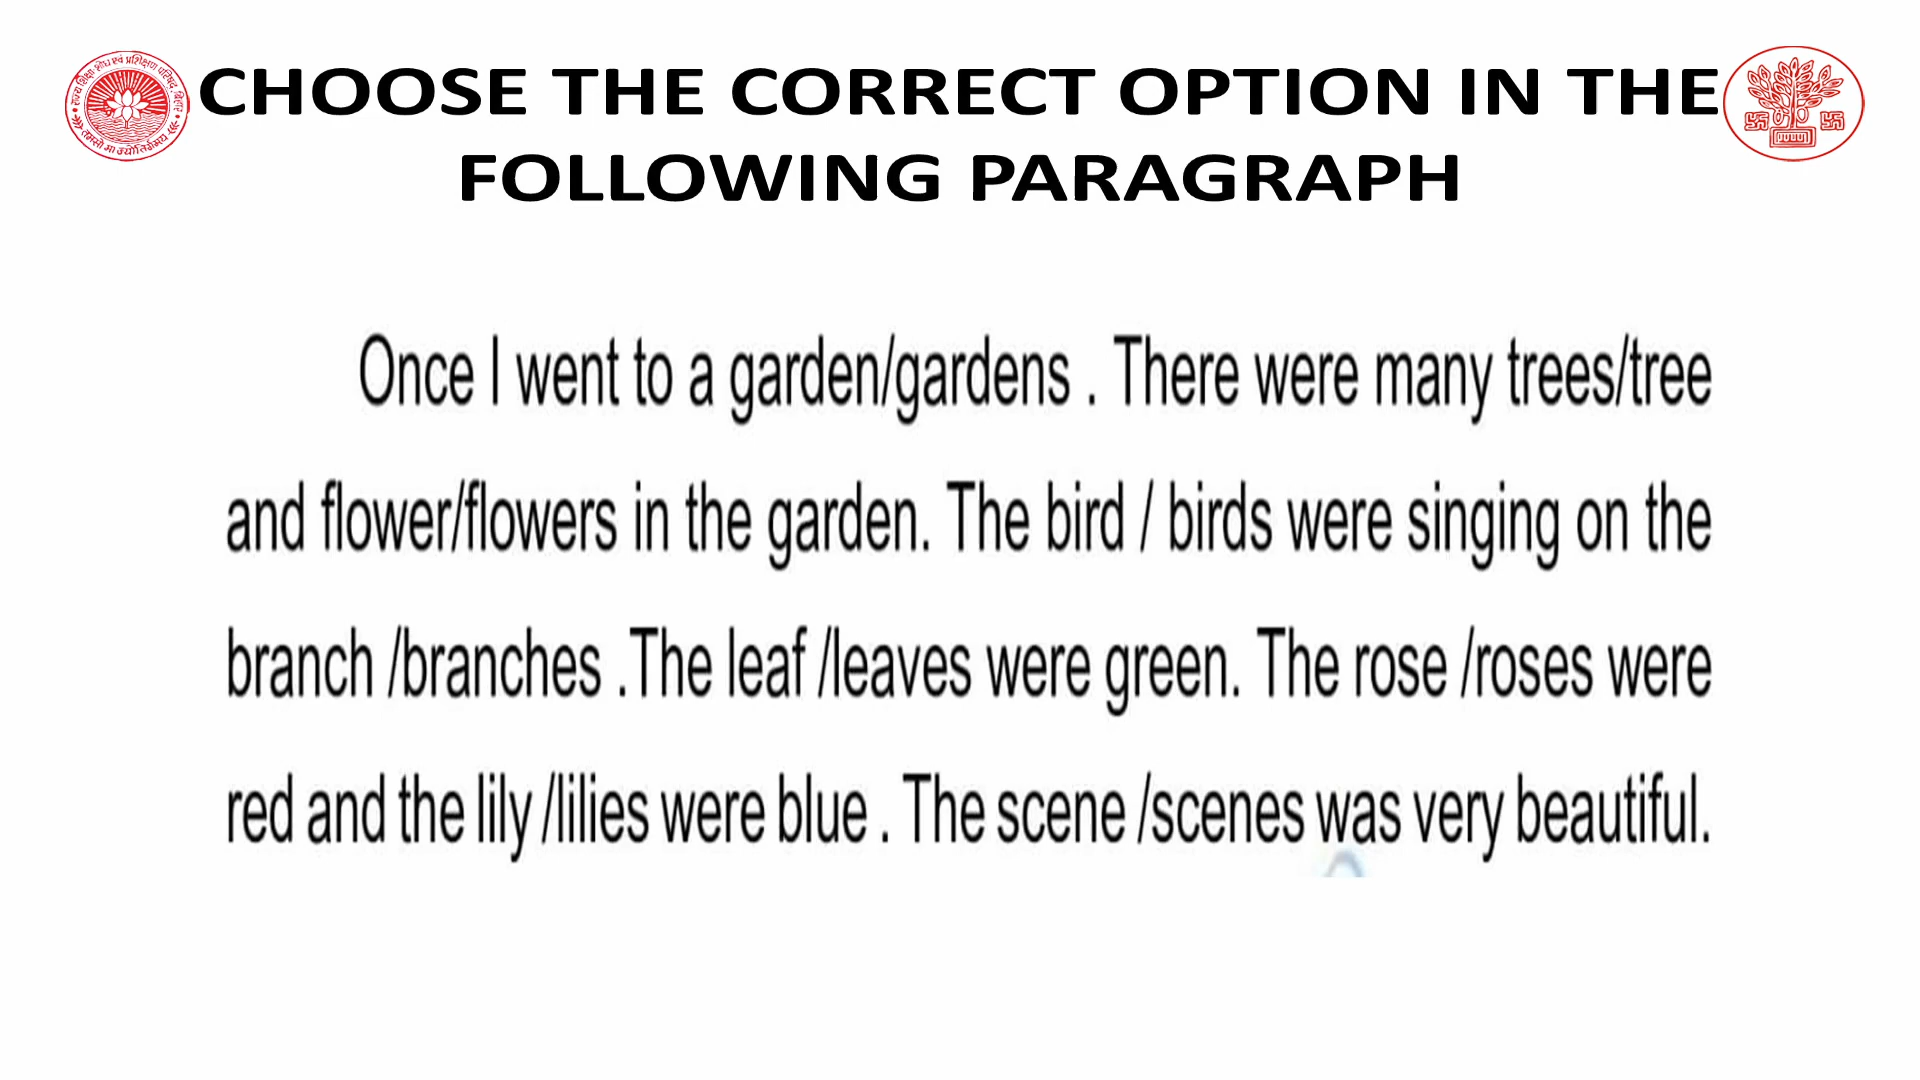 CHOOSE THE CORRECT OPTION IN THE
FOLLOWING PARAGRAPH
Once I went to a garden/gardens . There were many trees/tree
and flower/flowers in the garden. The bird / birds were singing on the
branch /branches .The leaf /leaves were green. The rose /roses were
red and the lily /lilies were blue . The scene /scenes was very beautiful.